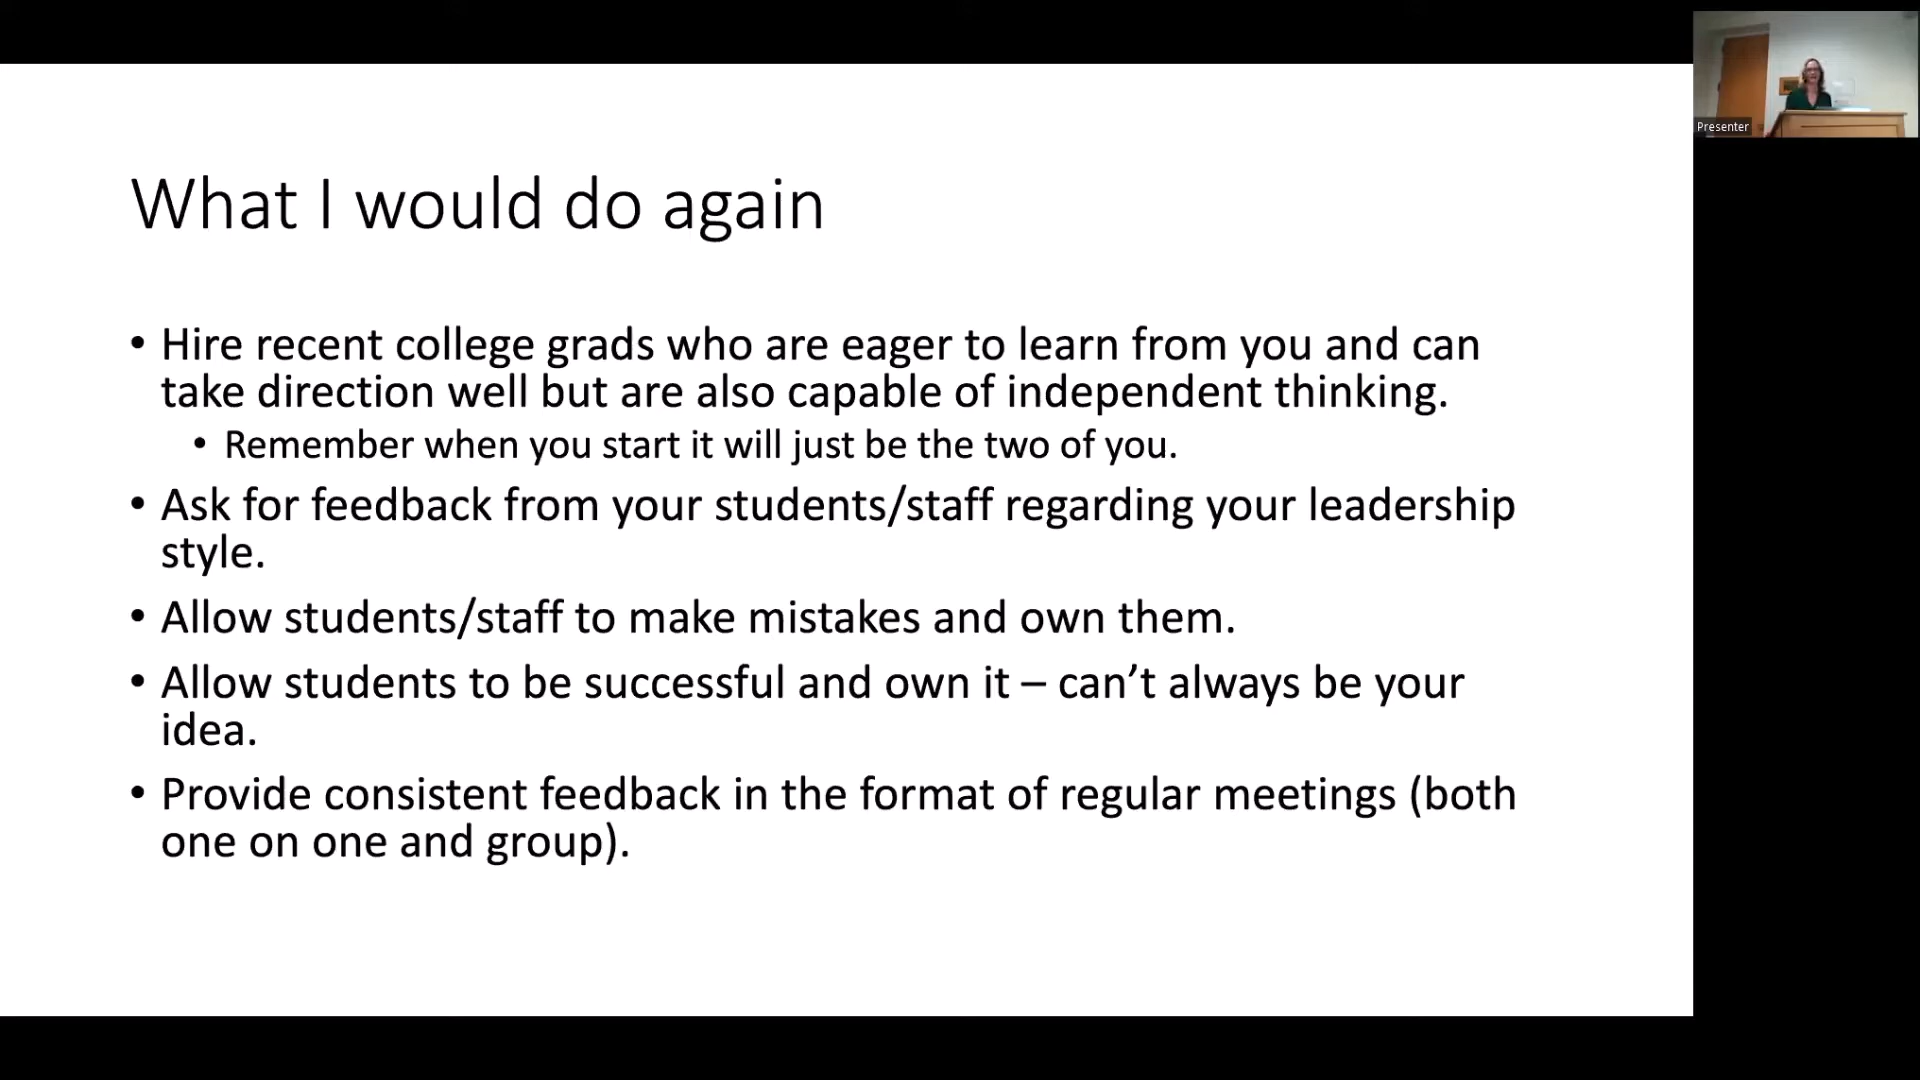 Presenter
What I would do again
• Hire recent college grads who are eager to learn from you and can
take direction well but are also capable of independent thinking.
• Remember when you start it will just be the two of you.
• Ask for feedback from your students/staff regarding your leadership
style.
• Allow students/staff to make mistakes and own them.
• Allow students to be successful and own it – can’t always be your
idea.
• Provide consistent feedback in the format of regular meetings (both
one on one and group).